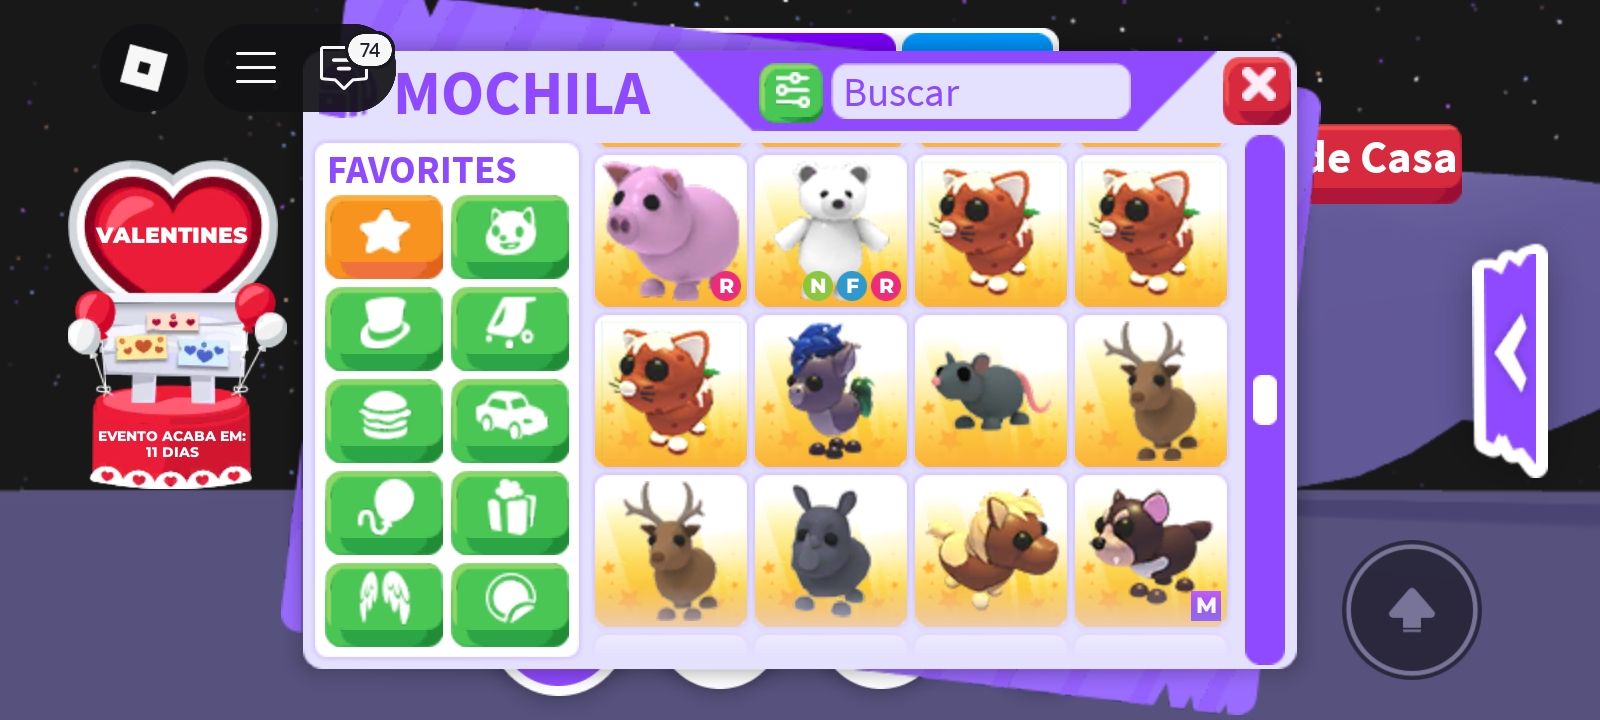 74
MOCHILA
Buscar
FAVORITES
de Casa
VALENTINES
EVENTO ACABA EM:
11 DIAS
R
N F R
M